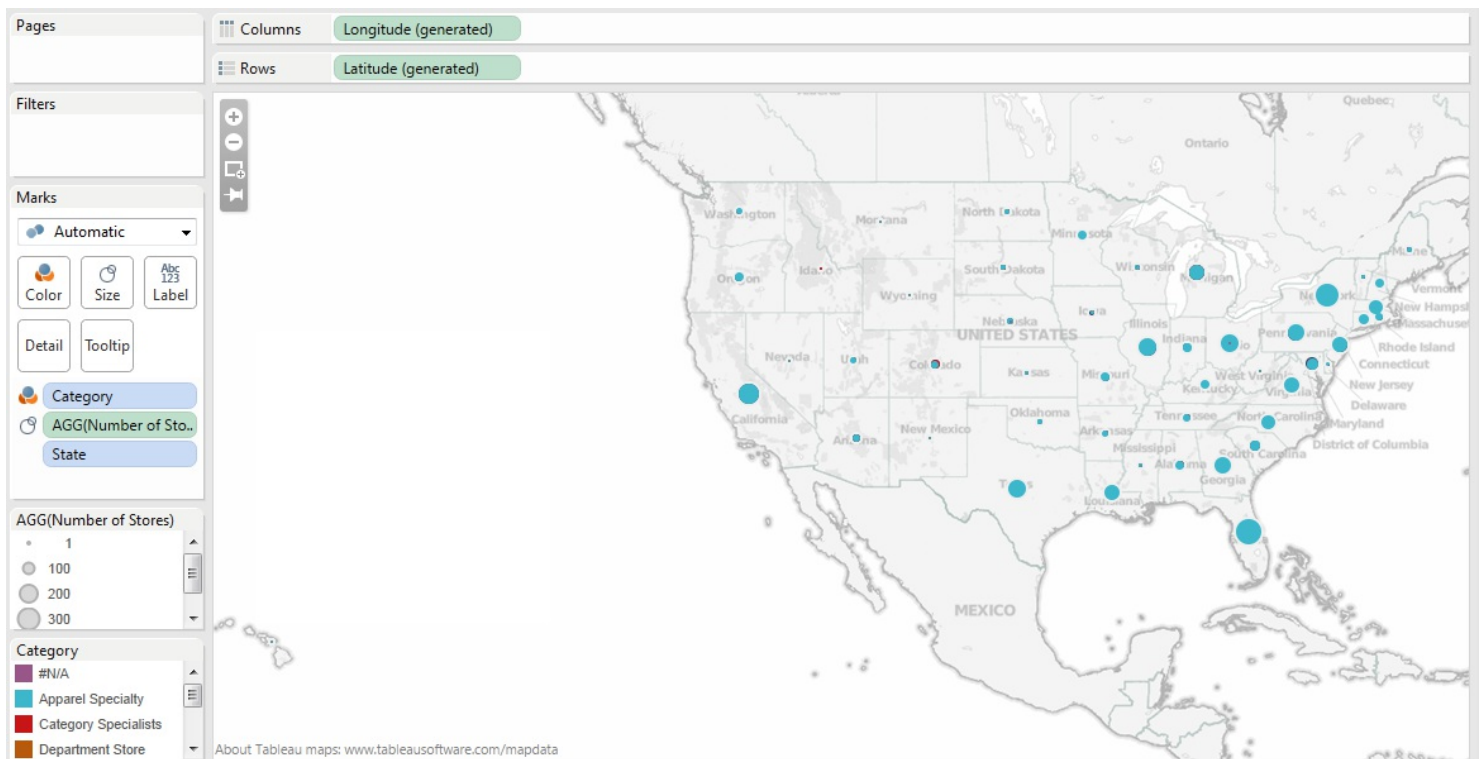 Pages
Columns
Longitude (generated)
Rows
Latitude (generated)
Filters
Marks
Automatic
Color
Size
Abc
123
Label
Detail
Tooltip
Category
AGG(Number of Sto..
State
AGG(Number of Stores)
1
100
200
300
Category
#N/A
Apparel Specialty
Category Specialists
Department Store
Quebec
Ontario
Washington
Montana
North Dakota
Minnesota
Maine
Oregon
Idaho
South Dakota
Wisconsin
Michigan
Vermont
Wyoming
New York
New Hampsl
Iowa
Nebraska
Illinois
Massachuset
UNITED STATES
Indiana
Ohio
Pennsylvania
Rhode Island
Nevada
Utah
Colorado
Kansas
Missouri
West Virginia
Connecticut
Kentucky
Virginia
New Jersey
Delaware
California
Oklahoma
Tennessee
North Carolina
Maryland
Arizona
New Mexico
Arkansas
District of Columbia
Mississippi
Alabama
South Carolina
Georgia
Texas
Louisiana
MEXICO
About Tableau maps: www.tableausoftware.com/mapdata